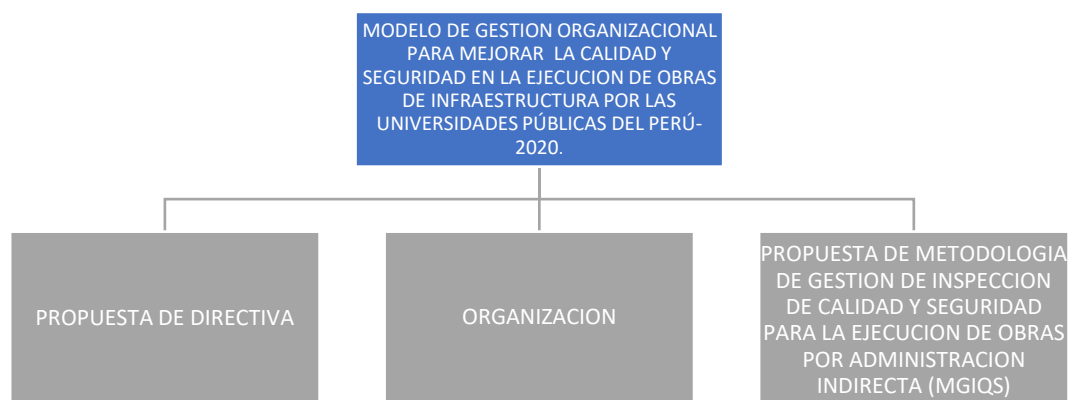 MODELO DE GESTION ORGANIZACIONAL
PARA MEJORAR LA CALIDAD Y
SEGURIDAD EN LA EJECUCION DE OBRAS
DE INFRAESTRUCTURA POR LAS
UNIVERSIDADES PÚBLICAS DEL PERÚ-
2020.
PROPUESTA DE DIRECTIVA
ORGANIZACION
PROPUESTA DE METODOLOGIA
DE GESTION DE INSPECCION
DE CALIDAD Y SEGURIDAD
PARA LA EJECUCION DE OBRAS
POR ADMINISTRACION
INDIRECTA (MGIQS)